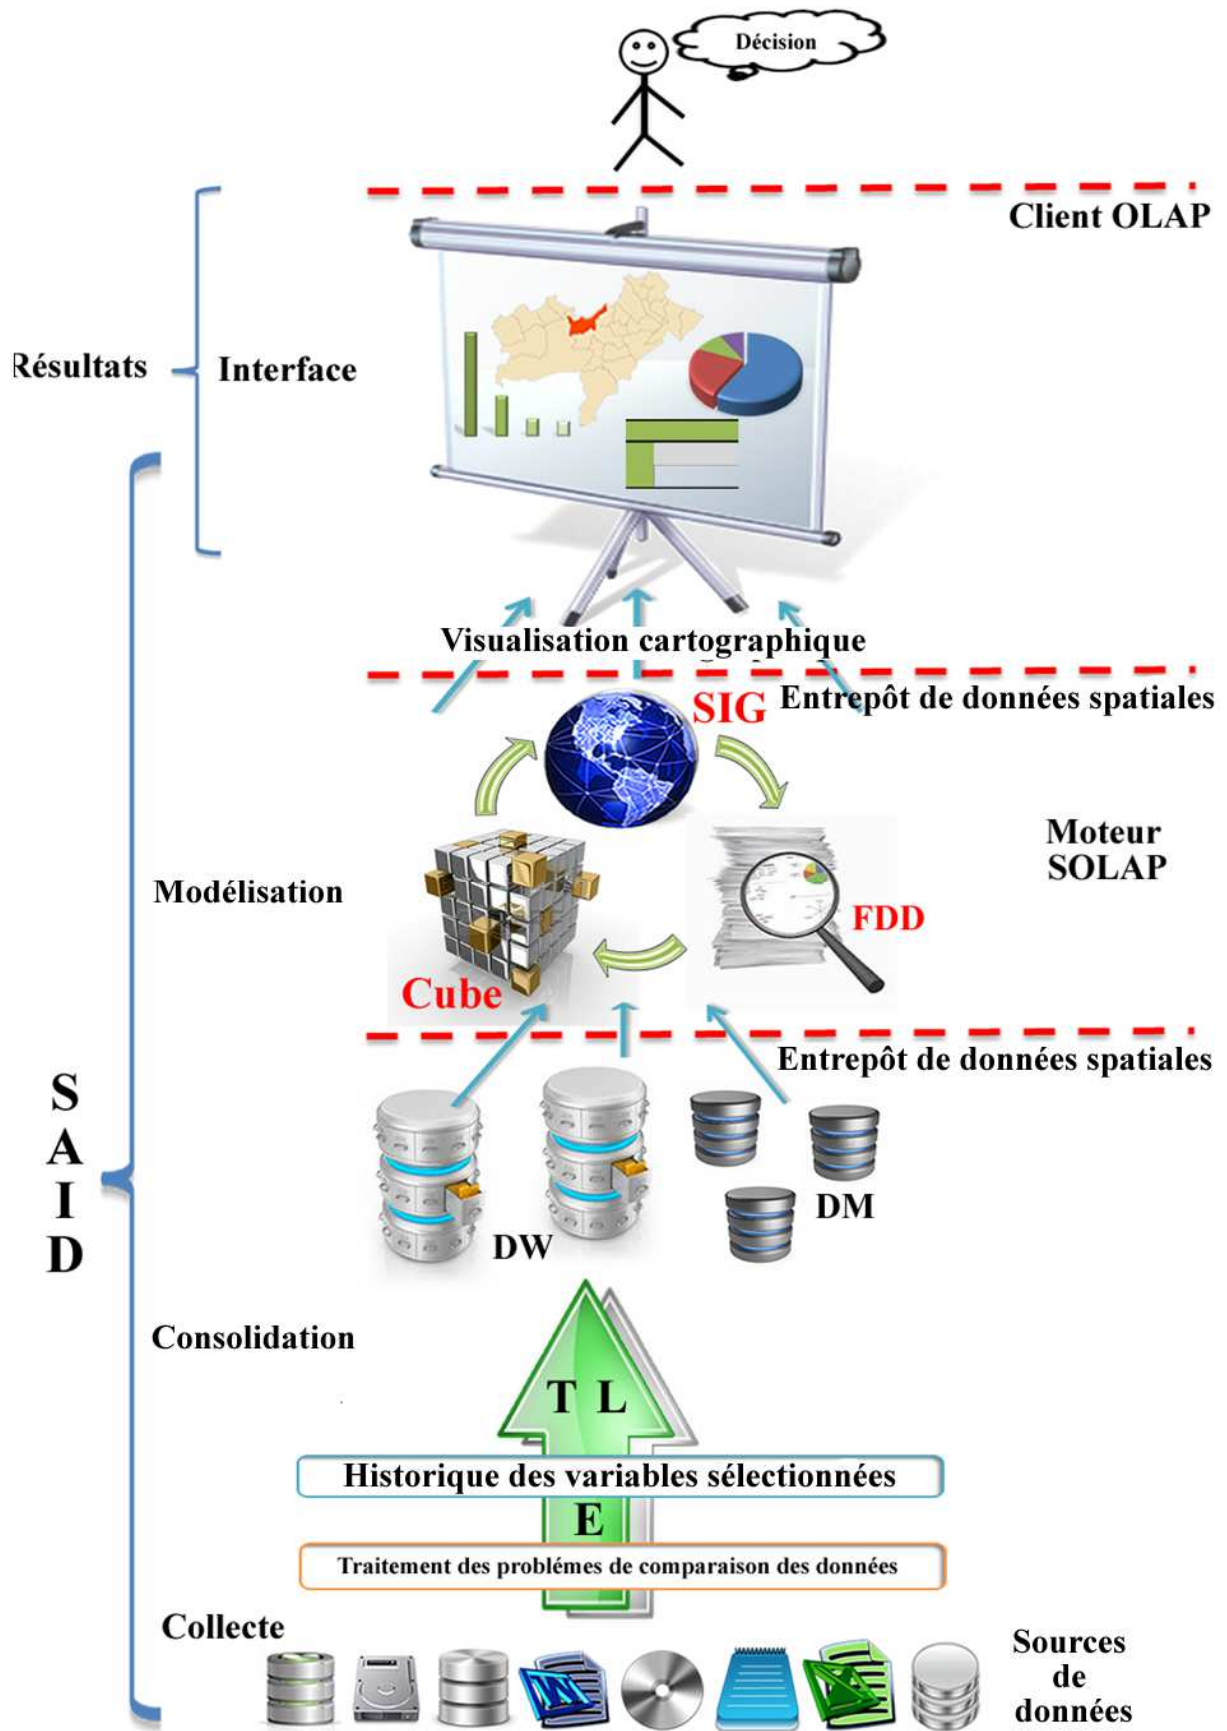 Décision
Client OLAP
Résultats
Interface
Visualisation cartographique
SIG
Entrepôt de données spatiales
Moteur
SOLAP
Modélisation
FDD
Cube
Entrepôt de données spatiales
S
A
I
D
DM
DW
Consolidation
T L
Historique des variables sélectionnées
E
Traitement des problémes de comparaison des données
Collecte
Sources
de
données